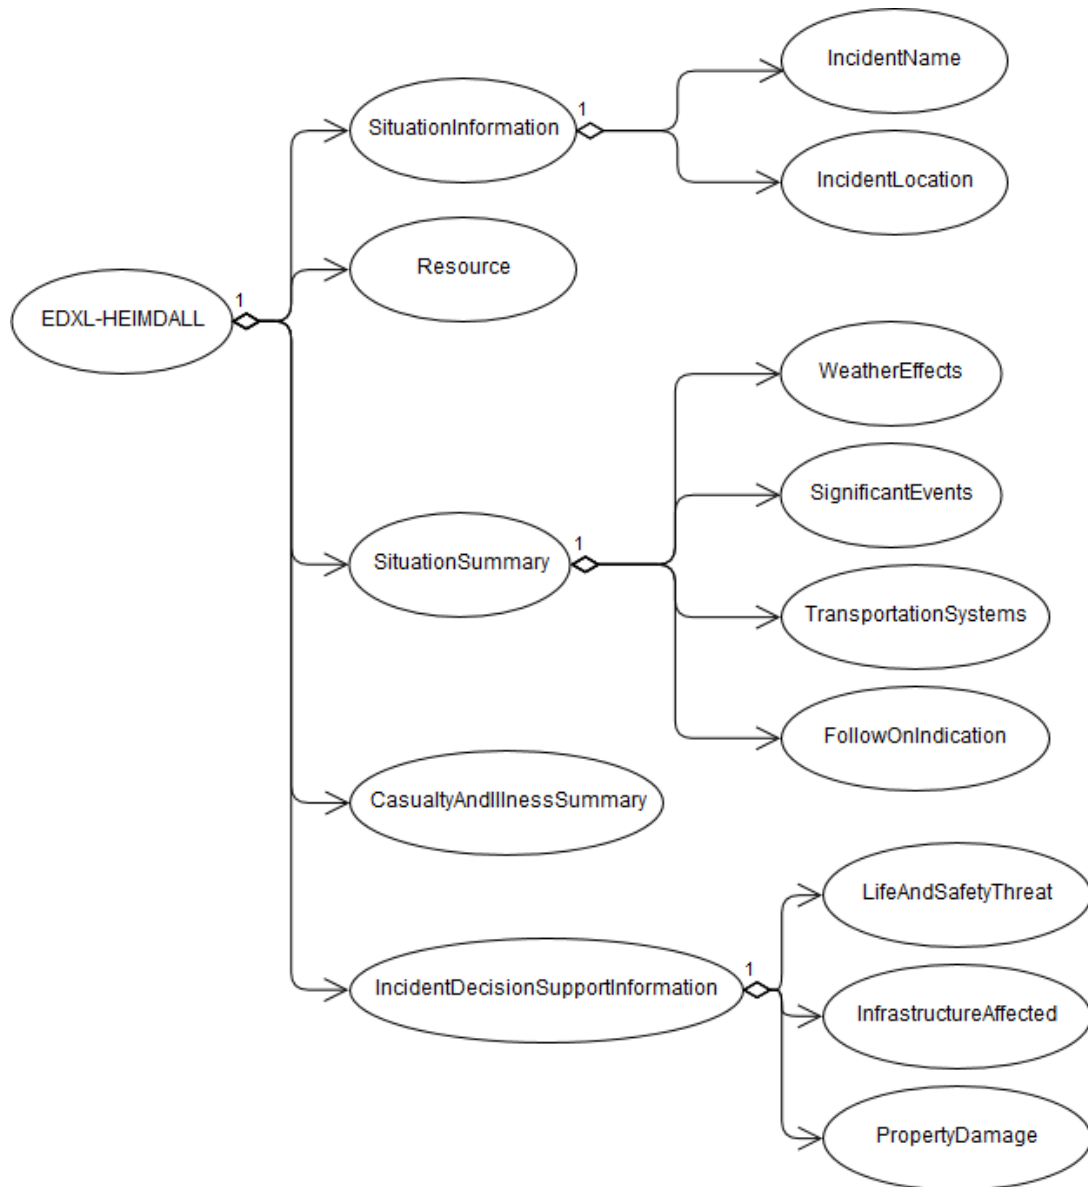 IncidentName
1
SituationInformation
IncidentLocation
Resource
1
EDXL-HEIMDALL
WeatherEffects
SignificantEvents
1
SituationSummary
TransportationSystems
FollowOnIndication
CasualtyAndIllnessSummary
LifeAndSafetyThreat
1
IncidentDecisionSupportInformation
InfrastructureAffected
PropertyDamage